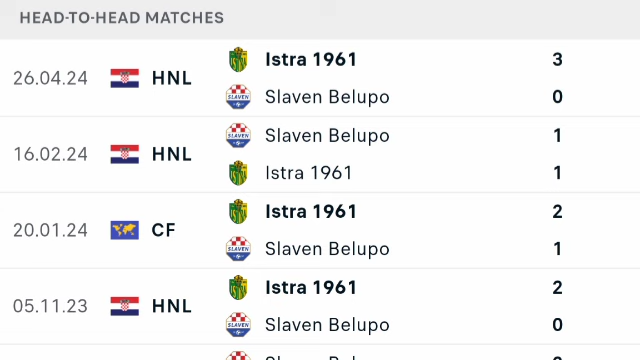 HEAD-TO-HEAD MATCHES
26.04.24 HNL
Istra 1961 3
Slaven Belupo 0
16.02.24 HNL
Slaven Belupo 1
Istra 1961 1
20.01.24 CF
Istra 1961 2
Slaven Belupo 1
05.11.23 HNL
Istra 1961 2
Slaven Belupo 0